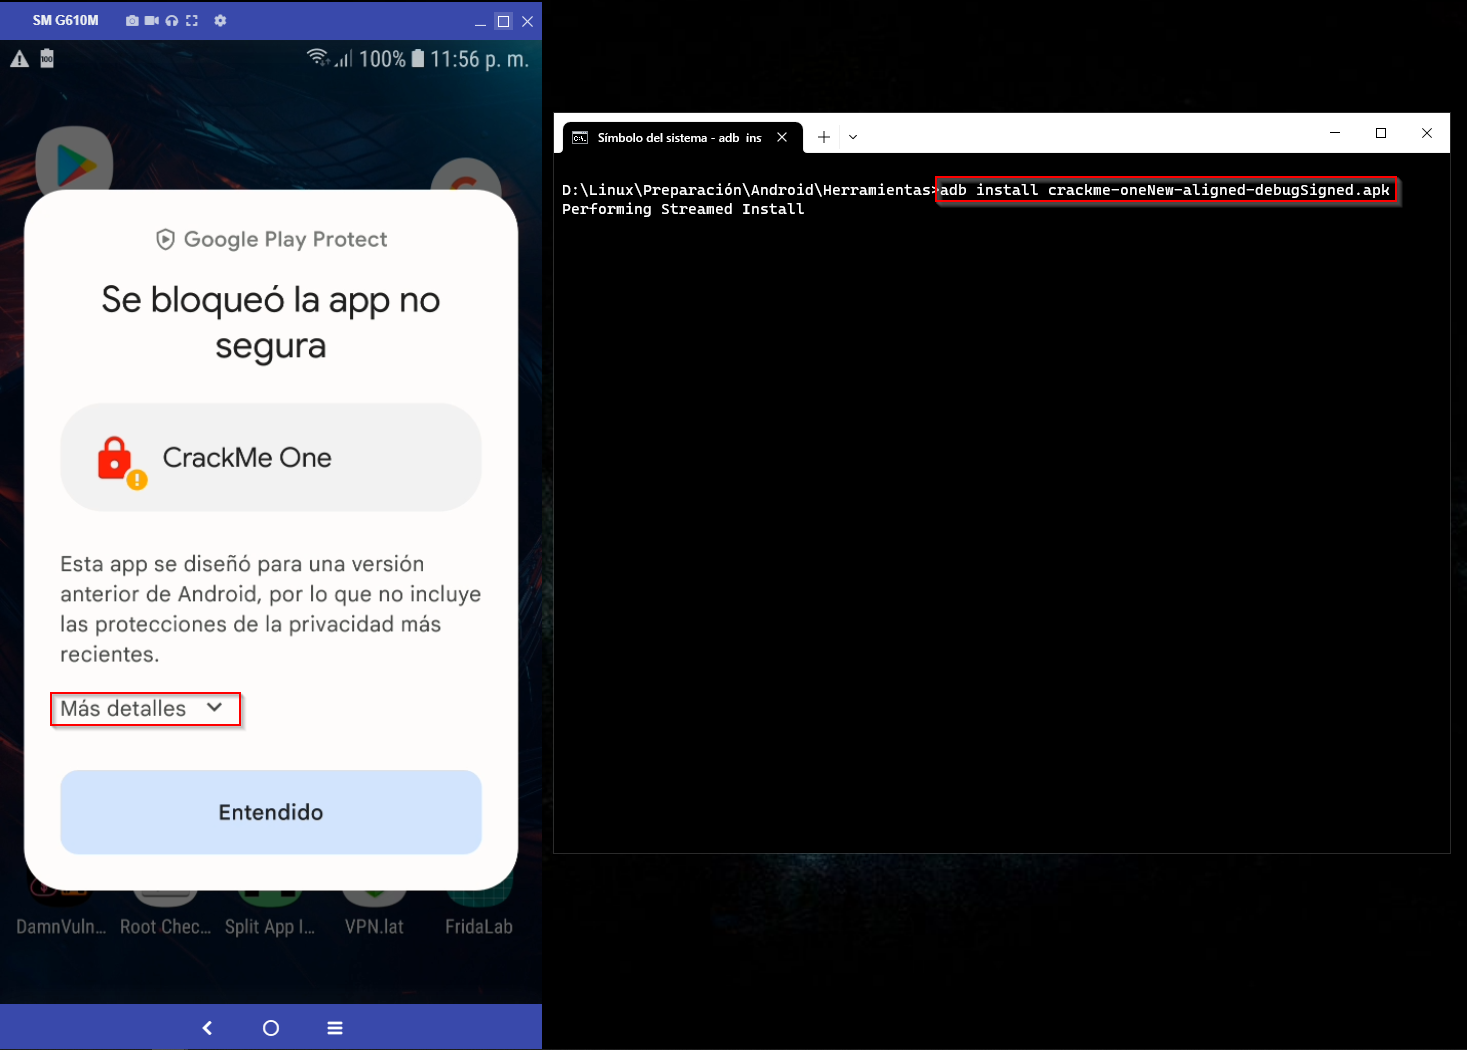 SM G610M
100% 11:56 p. m.
Google Play Protect
Se bloqueó la app no
segura
CrackMe One
Esta app se diseñó para una versión
anterior de Android, por lo que no incluye
las protecciones de la privacidad más
recientes.
Más detalles
Entendido
DamnVuln... Root Chec... Split App I... VPN.lat FridaLab
Símbolo del sistema - adb ins
D:\Linux\Preparación\Android\Herramientas>adb install crackme-oneNew-aligned-debugSigned.apk
Performing Streamed Install